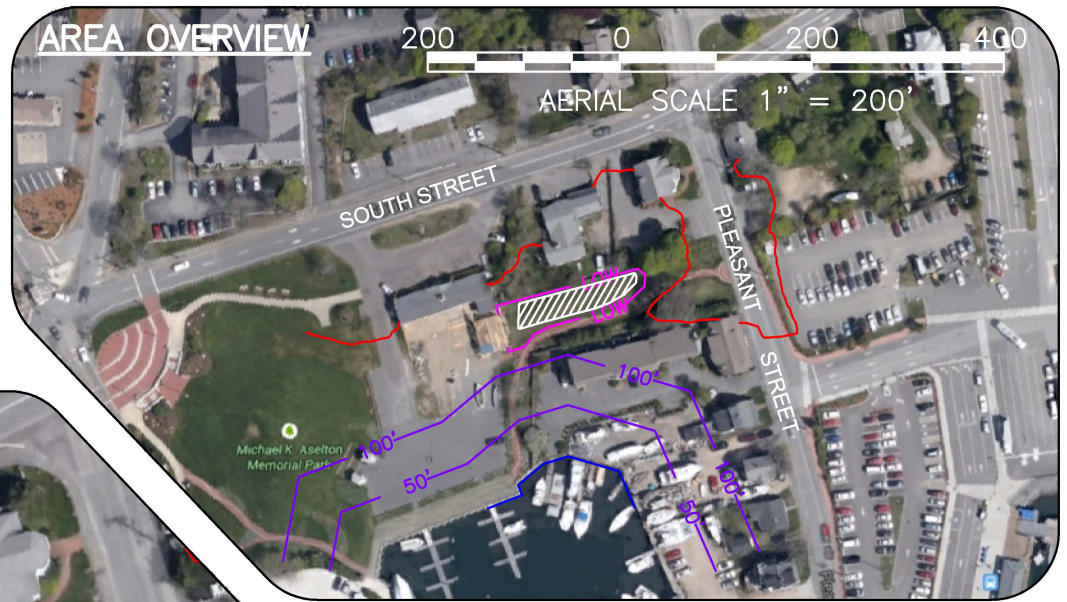 AREA OVERVIEW
200 0 200 400
AERIAL SCALE 1" = 200'
SOUTH STREET
PLEASANT
STREET
LOW
LOW
100'
100'
50'
Michael K. Aselton
Memorial Park
100'
50'